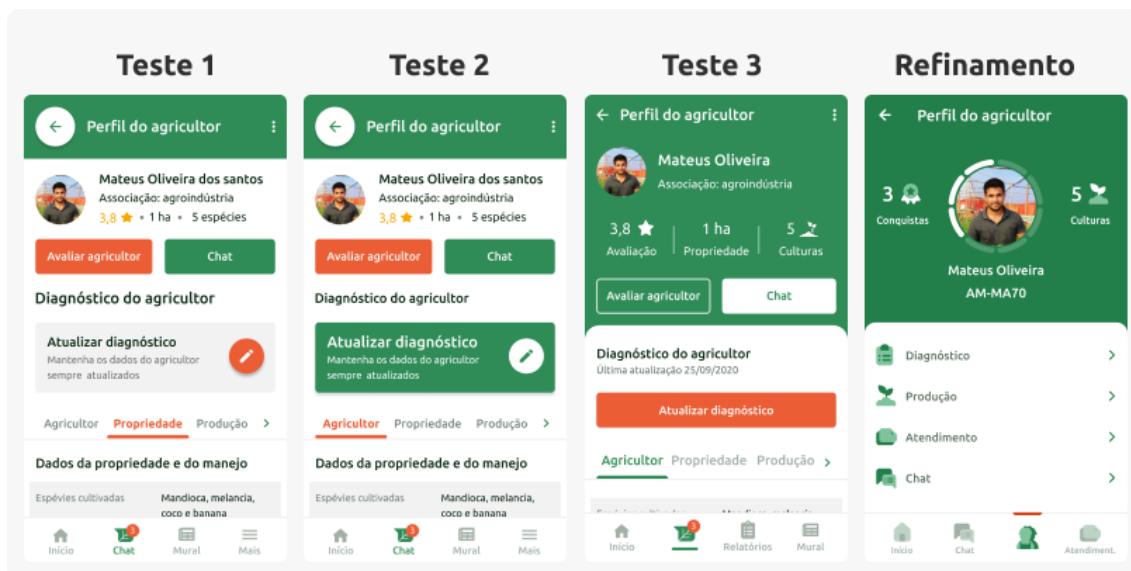 Teste 1
Perfil do agricultor
Mateus Oliveira dos santos
Associação: agroindústria
3,8 • 1 ha • 5 espécies
Avaliar agricultor
Chat
Diagnóstico do agricultor
Atualizar diagnóstico
Mantenha os dados do agricultor
sempre atualizados
Agricultor Propriedade Produção
Dados da propriedade e do manejo
Espévies cultivadas
Mandioca, melancia,
coco e banana
3
Início Chat Mural Mais
Teste 2
Perfil do agricultor
Mateus Oliveira dos santos
Associação: agroindústria
3,8 • 1 ha • 5 espécies
Avaliar agricultor
Chat
Diagnóstico do agricultor
Atualizar diagnóstico
Mantenha os dados do agricultor
sempre atualizados
Agricultor Propriedade Produção
Dados da propriedade e do manejo
Espévies cultivadas
Mandioca, melancia,
coco e banana
3
Início Chat Mural Mais
Teste 3
Perfil do agricultor
Mateus Oliveira
Associação: agroindústria
3,8 1 ha 5
Avaliação Propriedade Culturas
Avaliar agricultor
Chat
Diagnóstico do agricultor
Última atualização 25/09/2020
Atualizar diagnóstico
Agricultor Propriedade Produção
3
Início Relatórios Mural
Refinamento
Perfil do agricultor
3
Conquistas
5
Culturas
Mateus Oliveira
AM-MA70
Diagnóstico
Produção
Atendimento
Chat
Início Chat Atendiment.